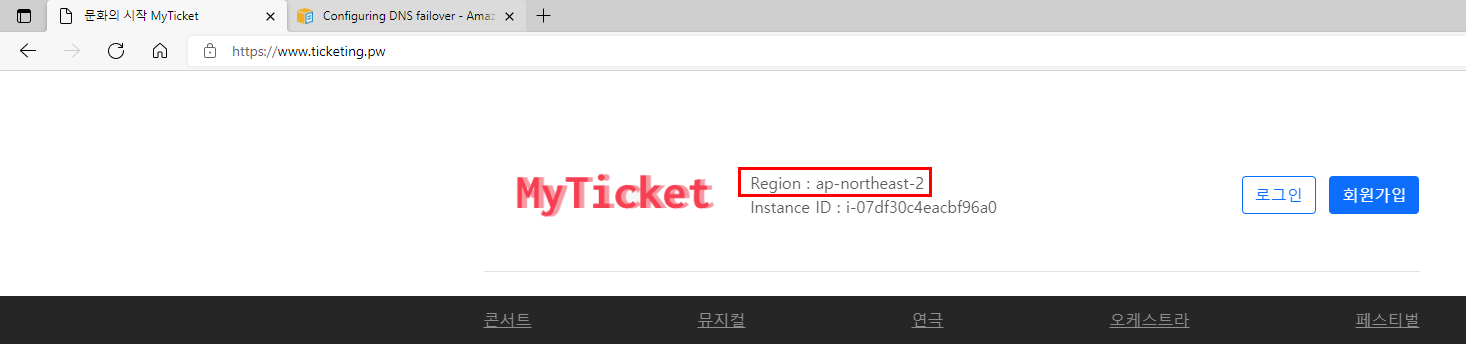 문화의 시작 MyTicket
Configuring DNS failover - Amaz
https://www.ticketing.pw
MyTicket
Region : ap-northeast-2
Instance ID : i-07df30c4eacbf96a0
로그인 회원가입
콘서트 뮤지컬 연극 오케스트라 페스티벌